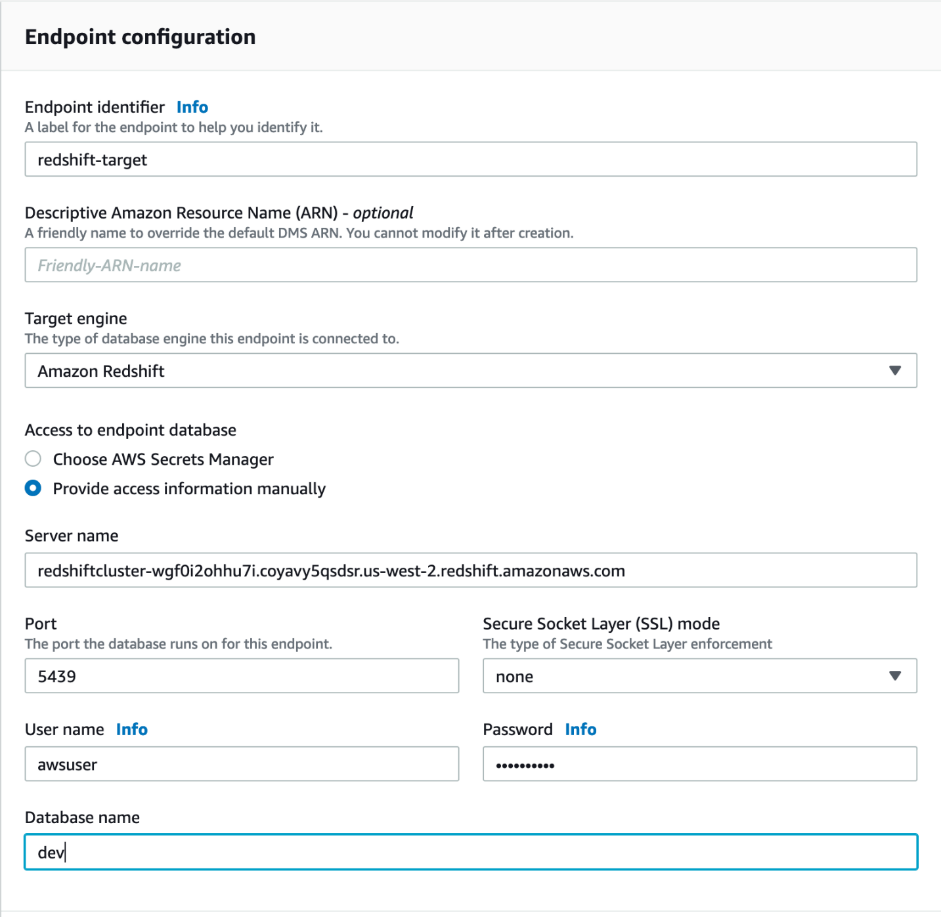 Endpoint configuration
Endpoint identifier Info
A label for the endpoint to help you identify it.
redshift-target
Descriptive Amazon Resource Name (ARN) - optional
A friendly name to override the default DMS ARN. You cannot modify it after creation.
Friendly-ARN-name
Target engine
The type of database engine this endpoint is connected to.
Amazon Redshift
Access to endpoint database
Choose AWS Secrets Manager
Provide access information manually
Server name
redshiftcluster-wgf0i2ohhu7i.coyavy5qsdsr.us-west-2.redshift.amazonaws.com
Port
The port the database runs on for this endpoint.
5439
Secure Socket Layer (SSL) mode
The type of Secure Socket Layer enforcement
none
User name Info
awsuser
Password Info
••••••••••
Database name
dev